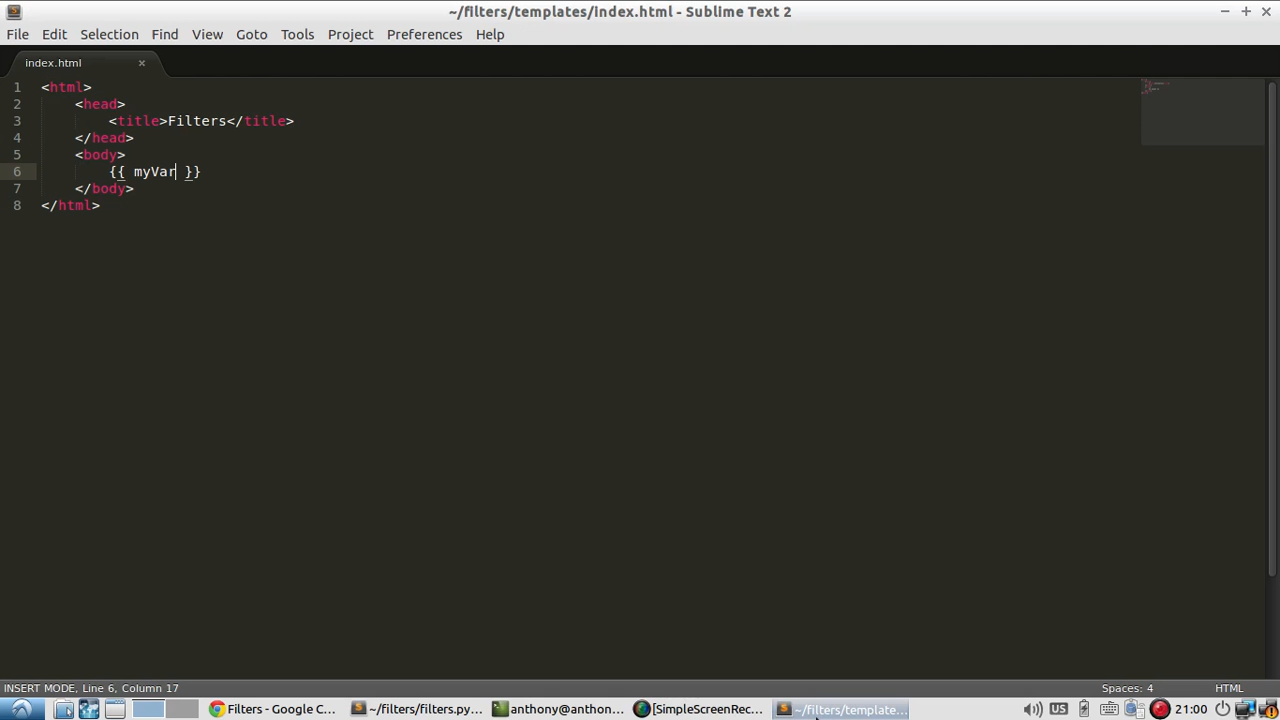 ~/filters/templates/index.html - Sublime Text 2
File Edit Selection Find View Goto Tools Project Preferences Help
index.html ×
1 <html>
2 <head>
3 <title>Filters</title>
4 </head>
5 <body>
6 {{ myVar }}
7 </body>
8 </html>
INSERT MODE, Line 6, Column 17 Spaces: 4 HTML
Filters - Google C... ~/filters/filters.py... anthony@anthon... [SimpleScreenRec... ~/filters/template... US 21:00